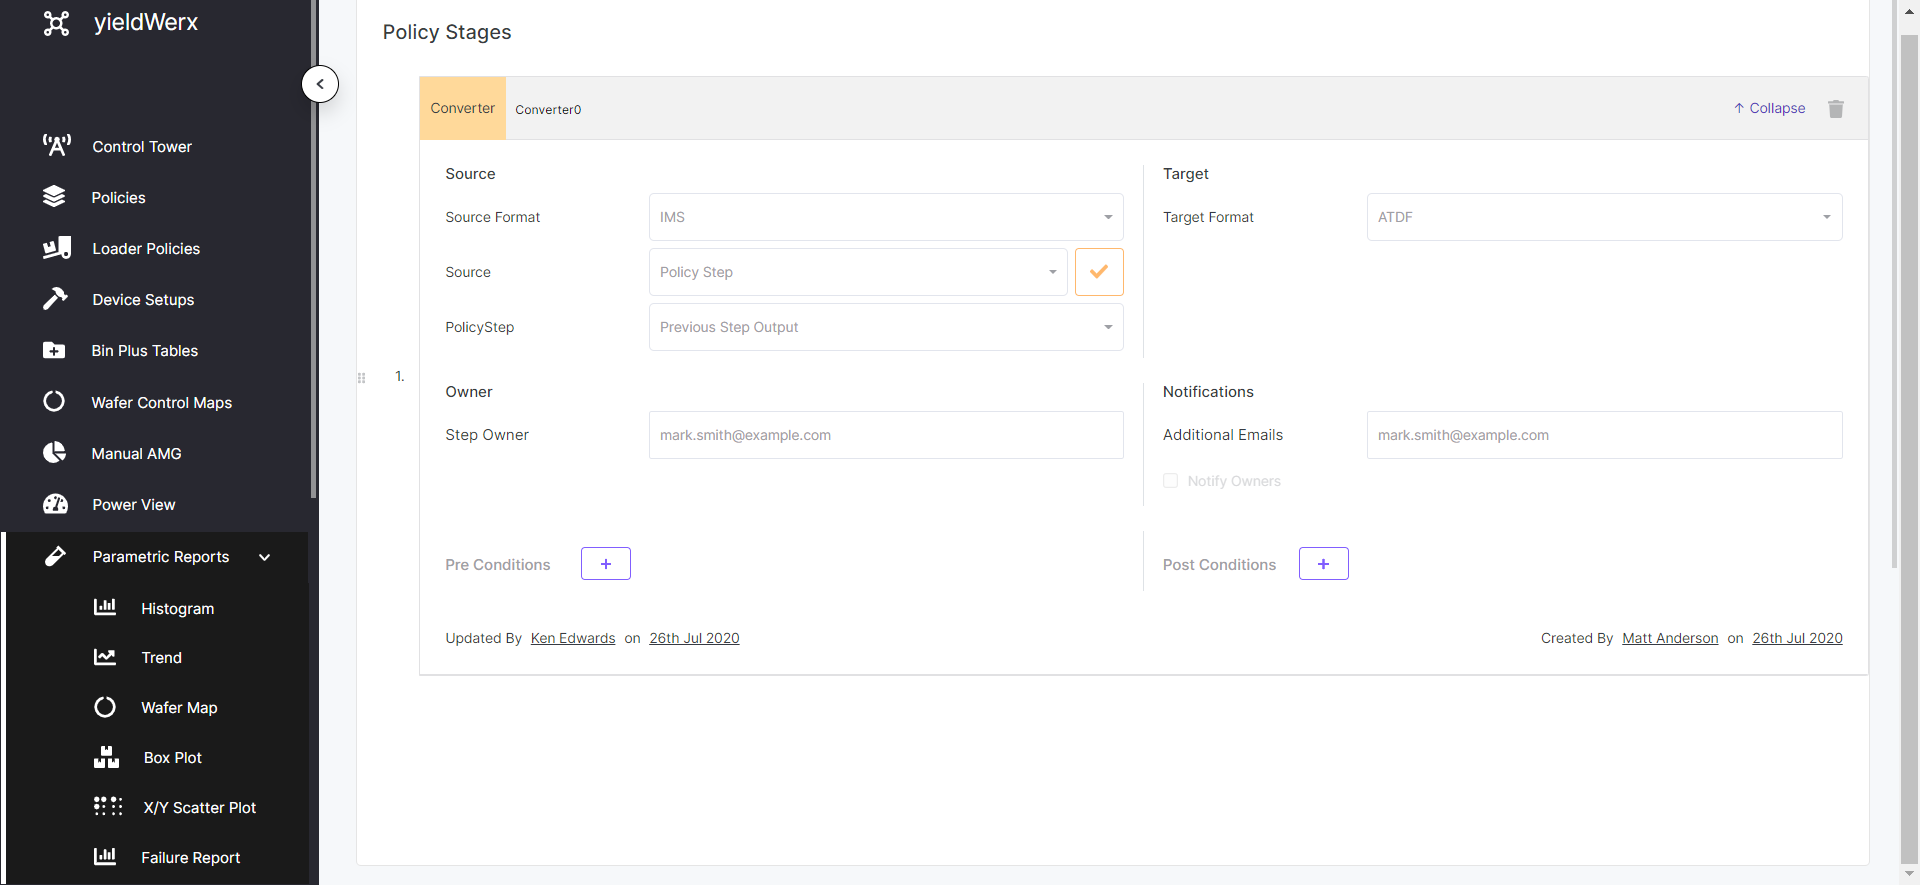 yieldWerx
Control Tower
Policies
Loader Policies
Device Setups
Bin Plus Tables
Wafer Control Maps
Manual AMG
Power View
Parametric Reports
Histogram
Trend
Wafer Map
Box Plot
X/Y Scatter Plot
Failure Report
Policy Stages
1.
Converter Converter0 Collapse
Source
Source Format IMS
Source Policy Step
PolicyStep Previous Step Output
Target
Target Format ATDF
Owner
Step Owner mark.smith@example.com
Notifications
Additional Emails mark.smith@example.com
Notify Owners
Pre Conditions +
Post Conditions +
Updated By Ken Edwards on 26th Jul 2020
Created By Matt Anderson on 26th Jul 2020